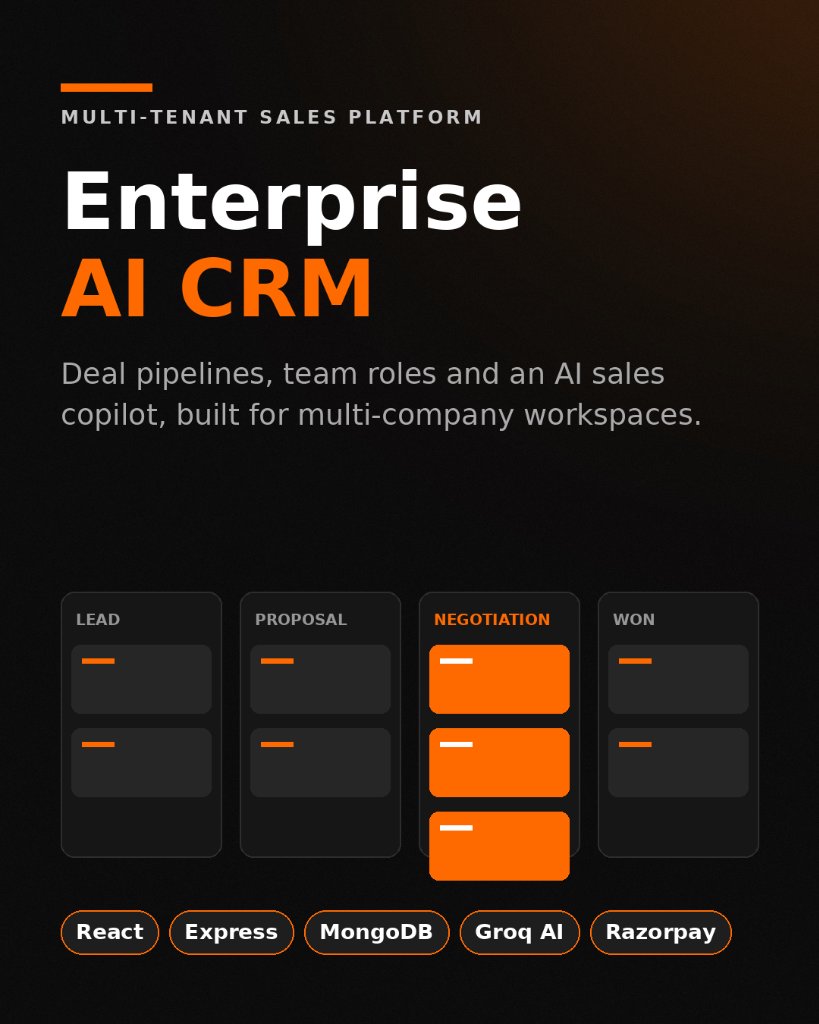 MULTI-TENANT SALES PLATFORM
Enterprise
AI CRM
Deal pipelines, team roles and an AI sales
copilot, built for multi-company workspaces.
LEAD
PROPOSAL
NEGOTIATION
WON
React
Express
MongoDB
Groq AI
Razorpay